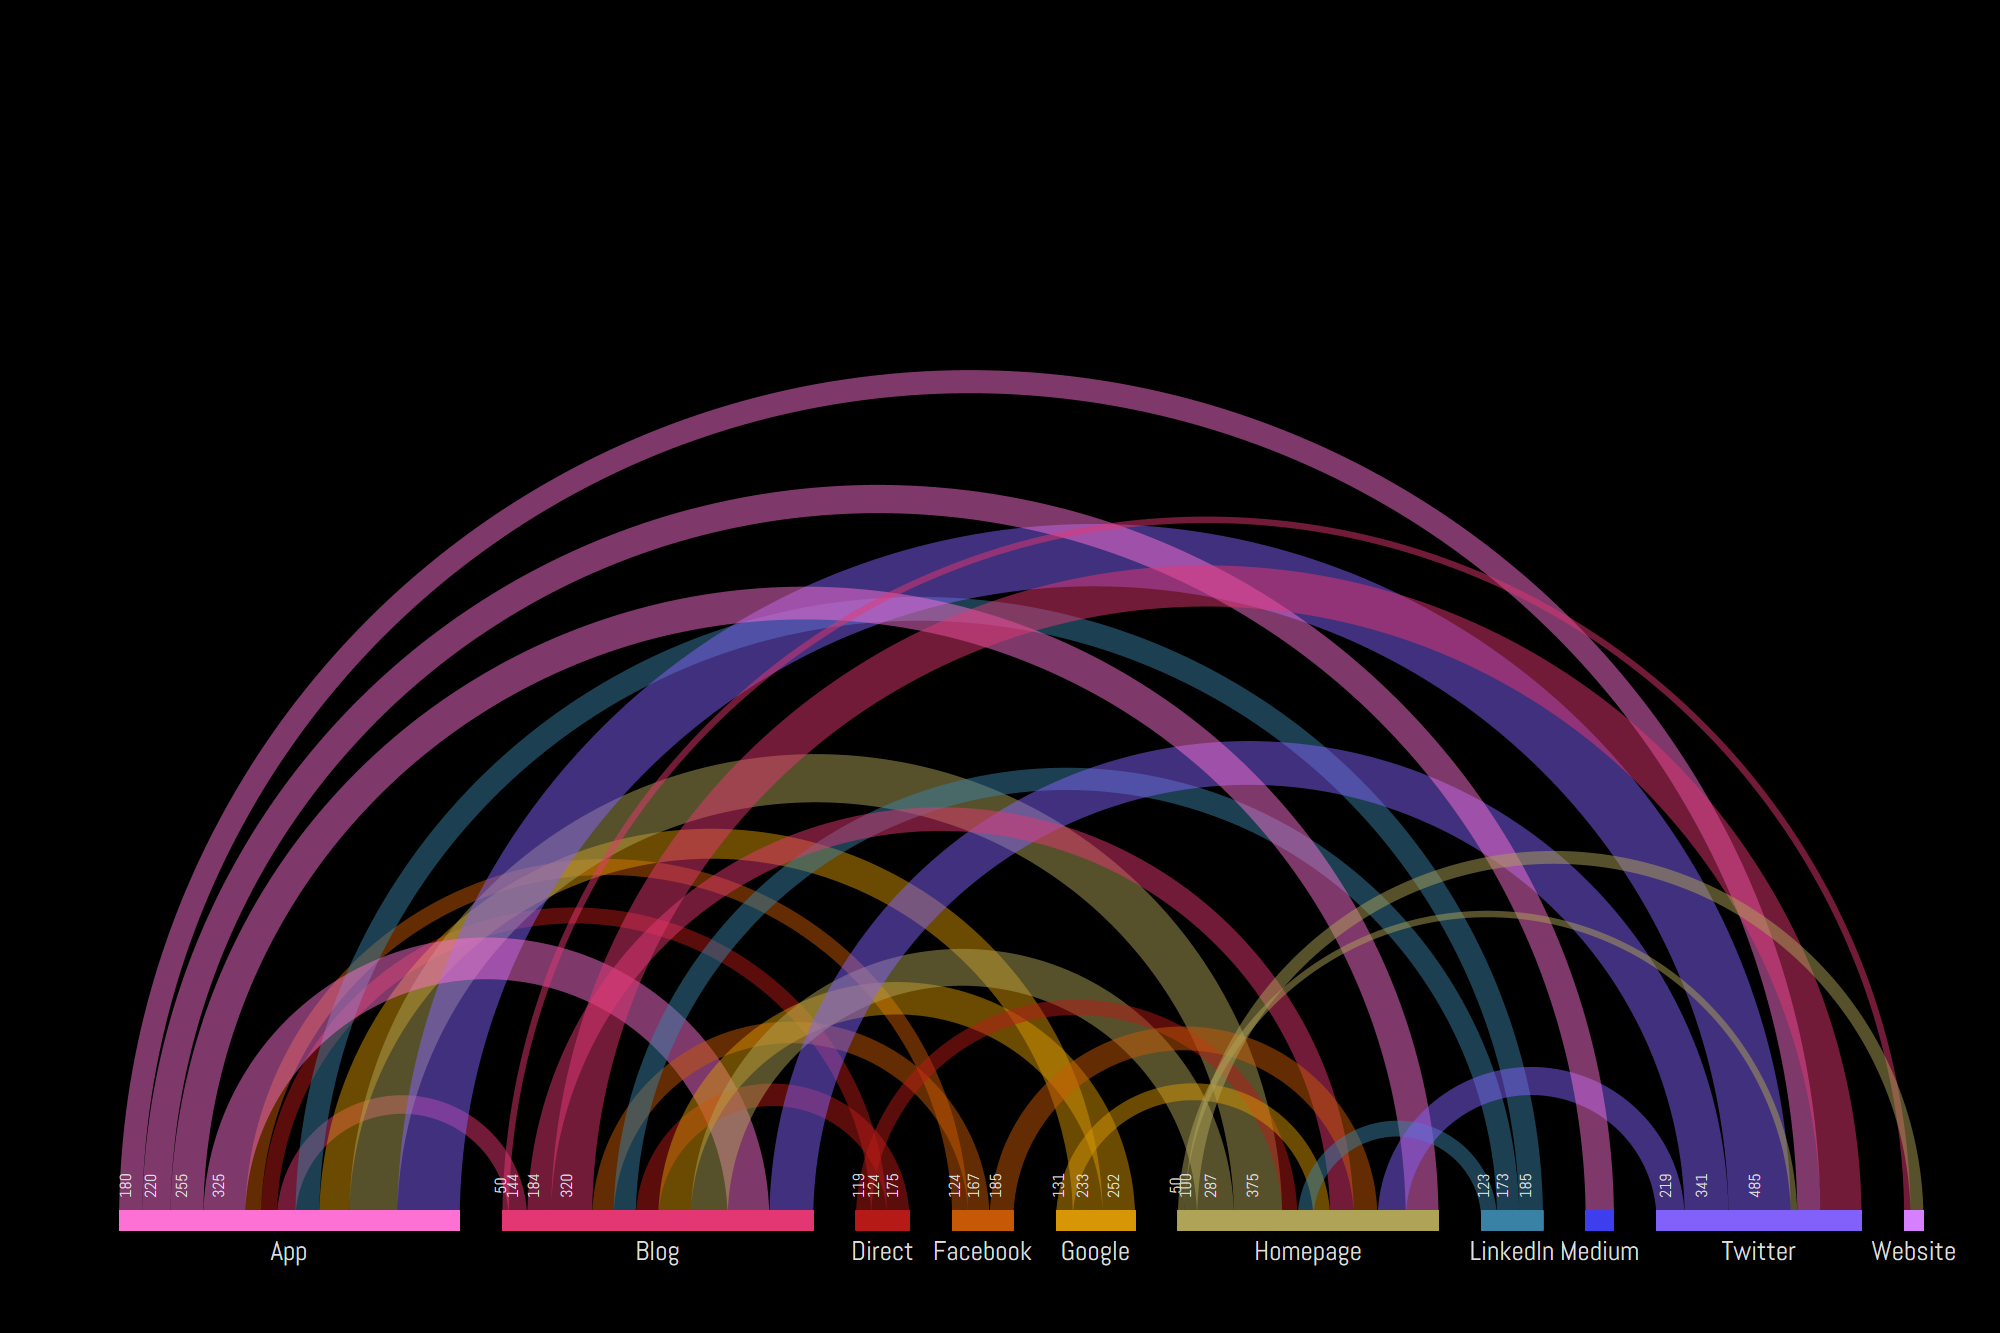 180 220 255 325 50 144 184 320 119 124 175 124 167 185 131 233 252 50 100 287 375 123 173 185 219 341 485
App Blog Direct Facebook Google Homepage LinkedIn Medium Twitter Website